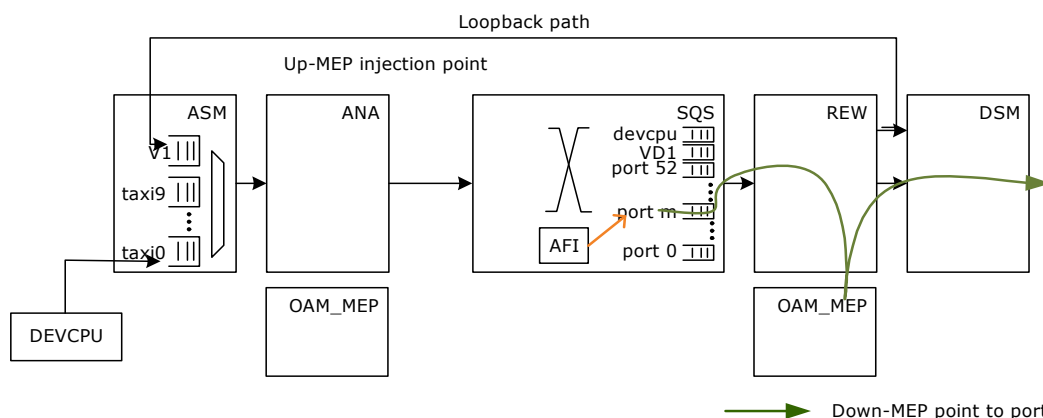 Loopback path
Up-MEP injection point
ASM
ANA
SQS
REW
DSM
devcpu
V1
VD1
port 52
taxi9
port m
taxi0
AFI
port 0
OAM_MEP
OAM_MEP
DEVCPU
Down-MEP point to port